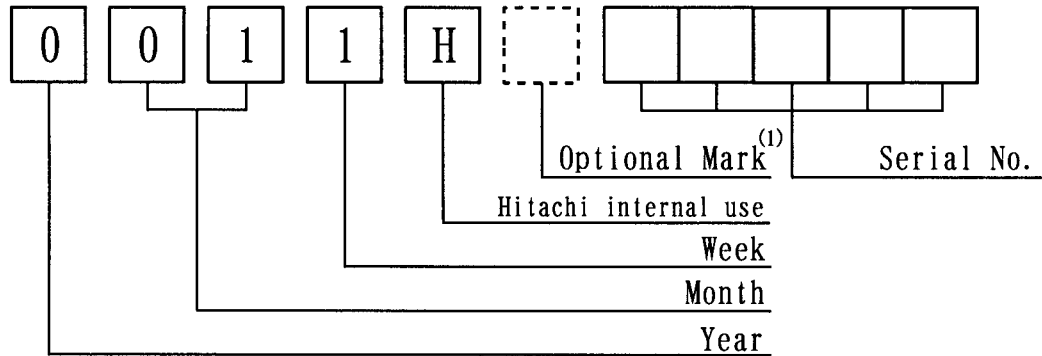 0 0 1 1 H
Optional Mark(1) Serial No.
Hitachi internal use
Week
Month
Year